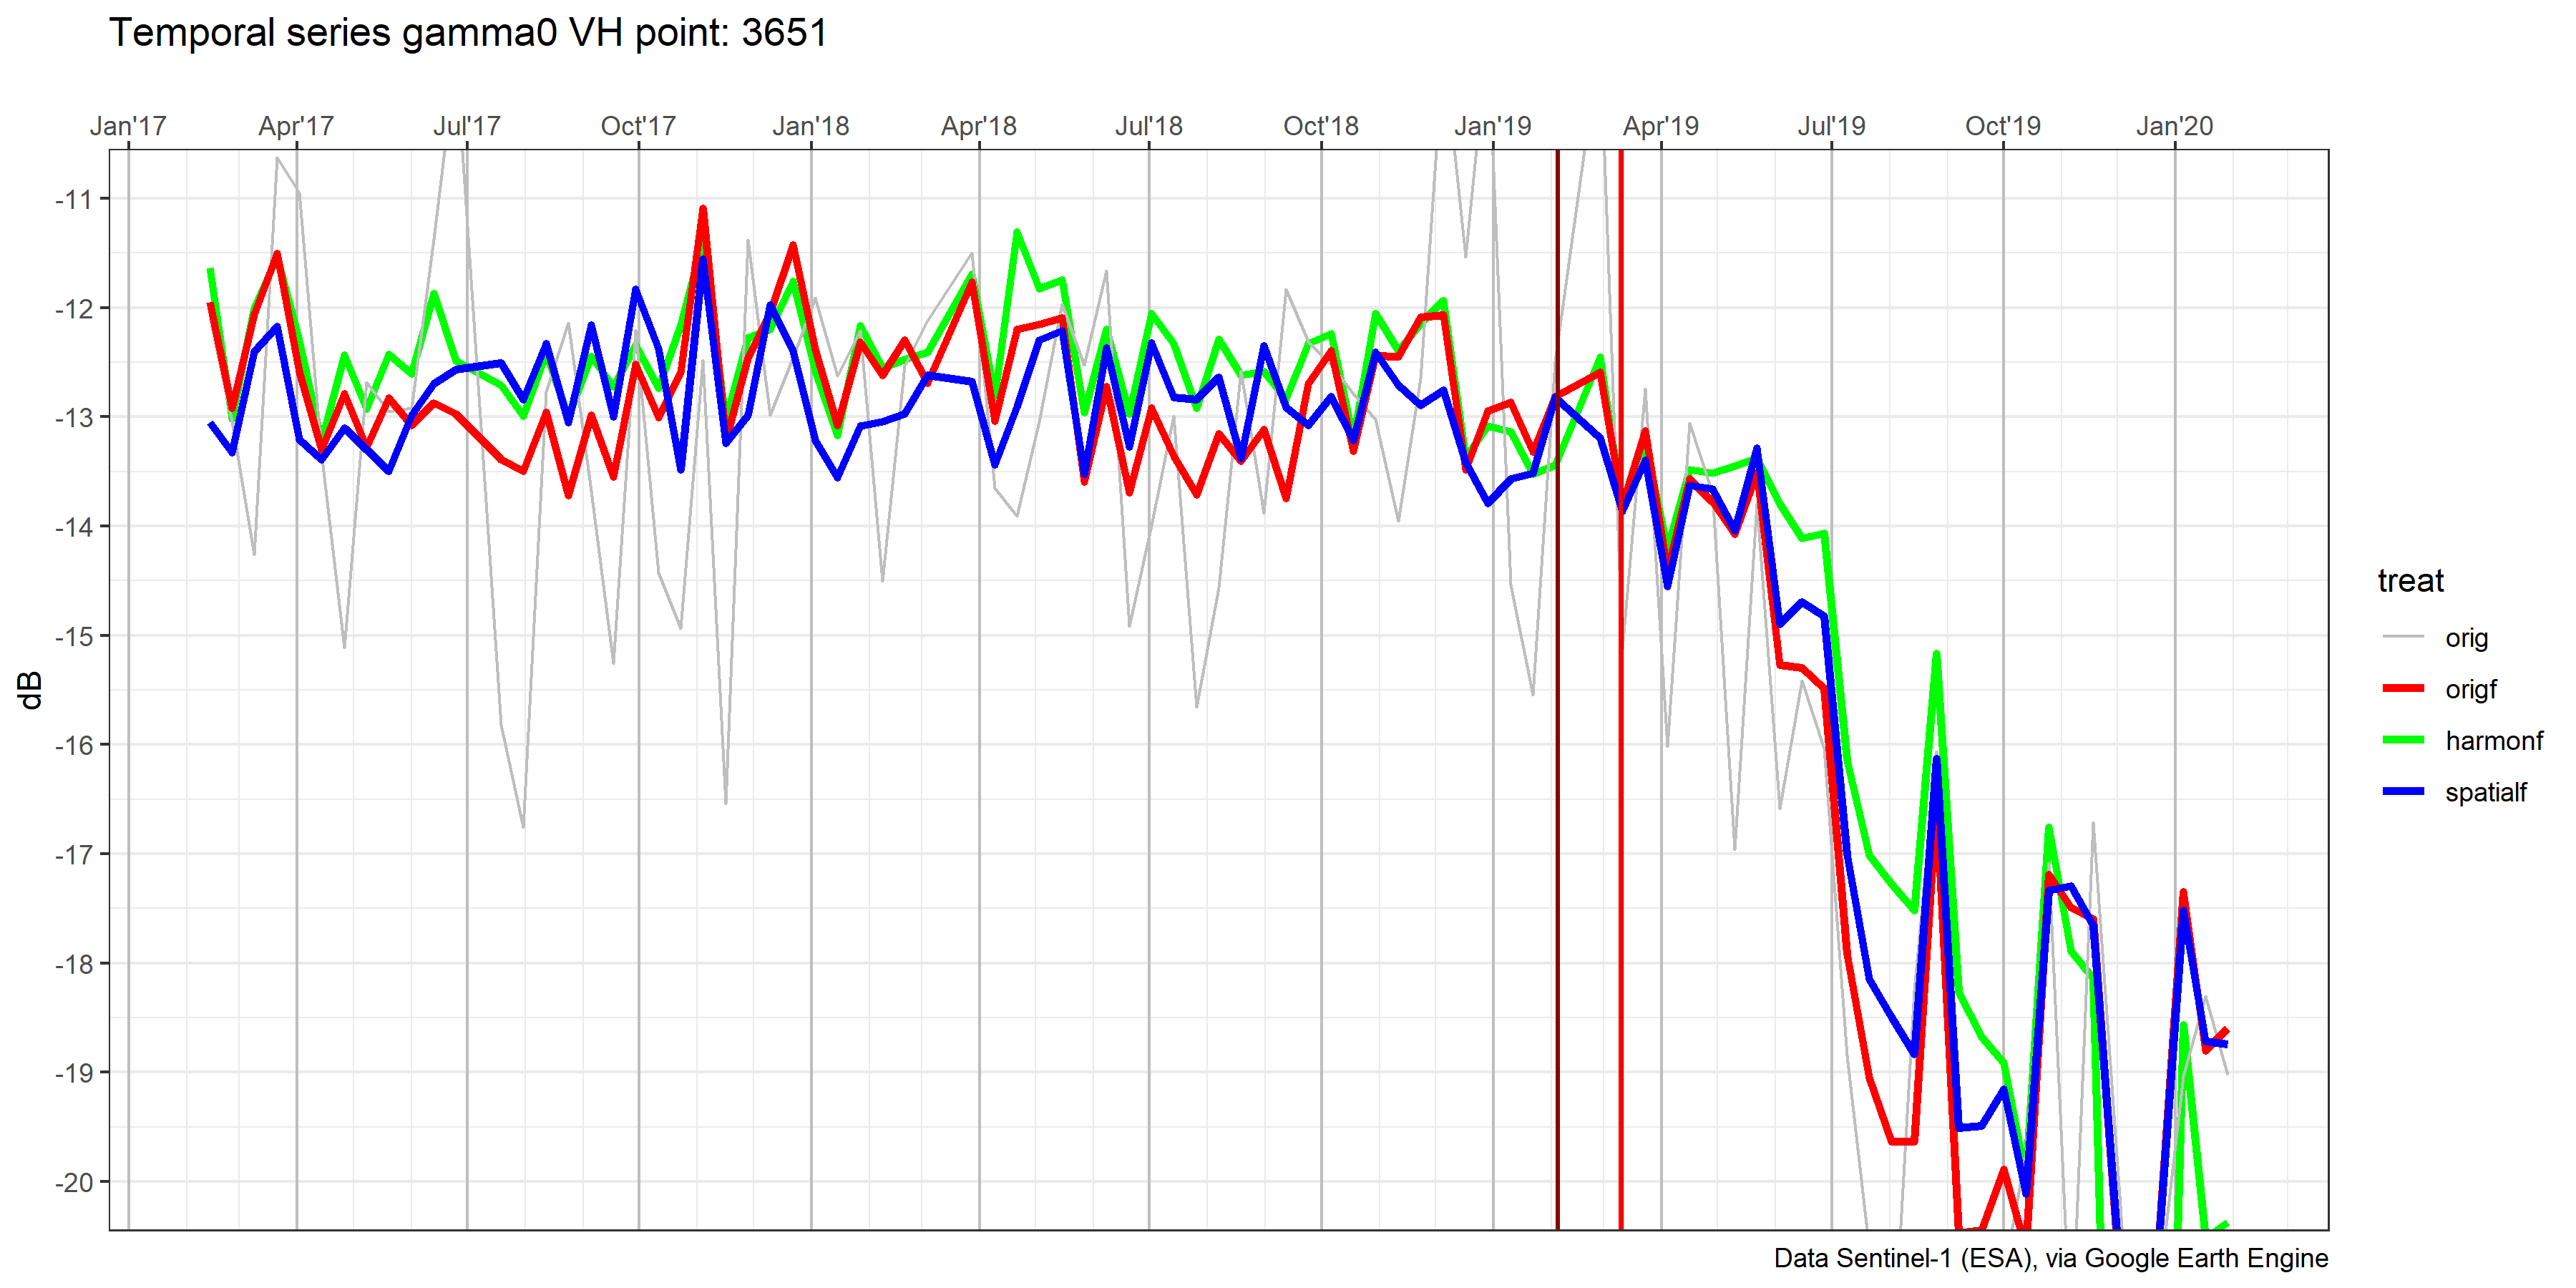 Temporal series gamma0 VH point: 3651
Jan'17 Apr'17 Jul'17 Oct'17 Jan'18 Apr'18 Jul'18 Oct'18 Jan'19 Apr'19 Jul'19 Oct'19 Jan'20
-11
-12
-13
-14
-15
-16
-17
-18
-19
-20
dB
treat
orig
origf
harmonf
spatialf
Data Sentinel-1 (ESA), via Google Earth Engine